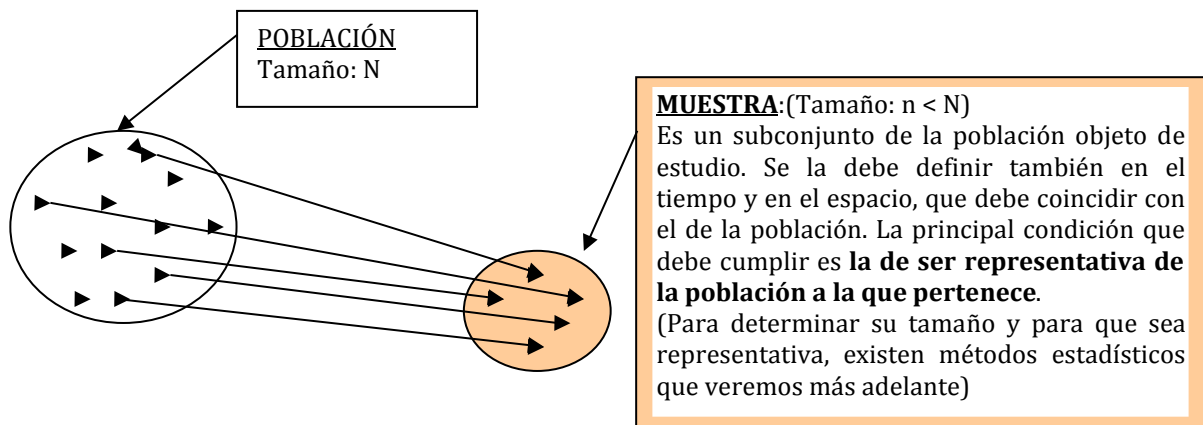 POBLACIÓN
Tamaño: N
MUESTRA:(Tamaño: n < N)
Es un subconjunto de la población objeto de
estudio. Se la debe definir también en el
tiempo y en el espacio, que debe coincidir con
el de la población. La principal condición que
debe cumplir es la de ser representativa de
la población a la que pertenece.
(Para determinar su tamaño y para que sea
representativa, existen métodos estadísticos
que veremos más adelante)